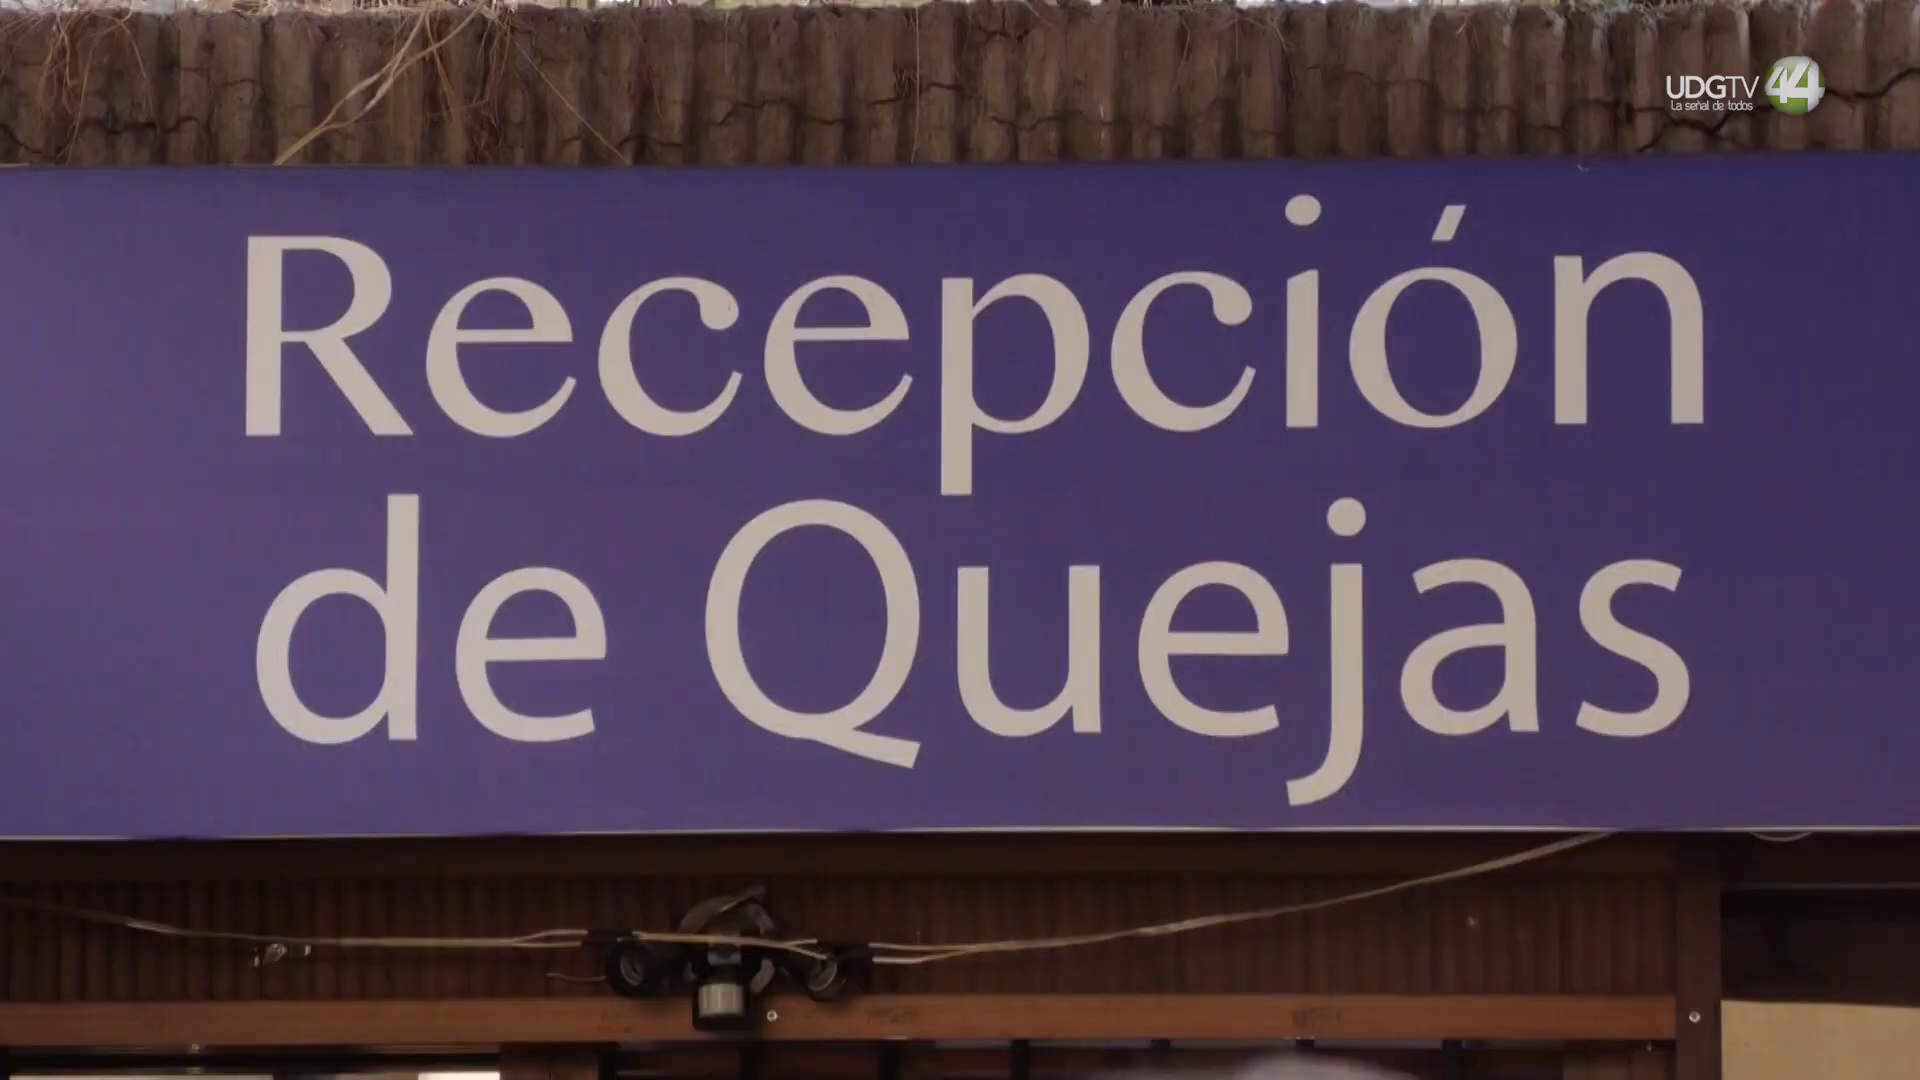 UDGTV 44
La señal de todos
Recepción
de Quejas